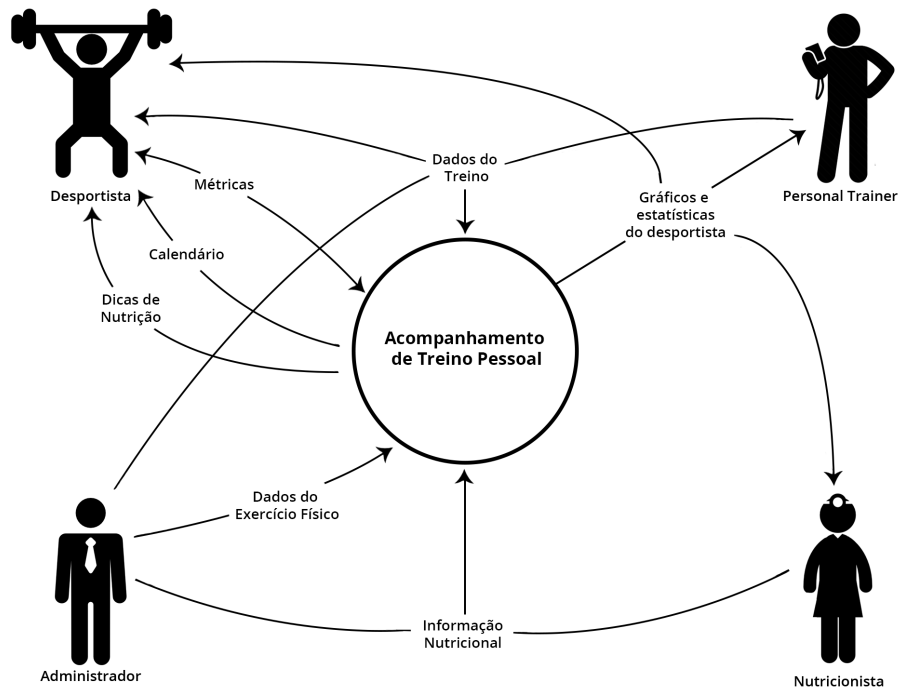 Dados do
Treino
Métricas
Desportista
Personal Trainer
Gráficos e
estatísticas
do desportista
Calendário
Dicas de
Nutrição
Acompanhamento
de Treino Pessoal
Dados do
Exercício Físico
Informação
Nutricional
Administrador
Nutricionista